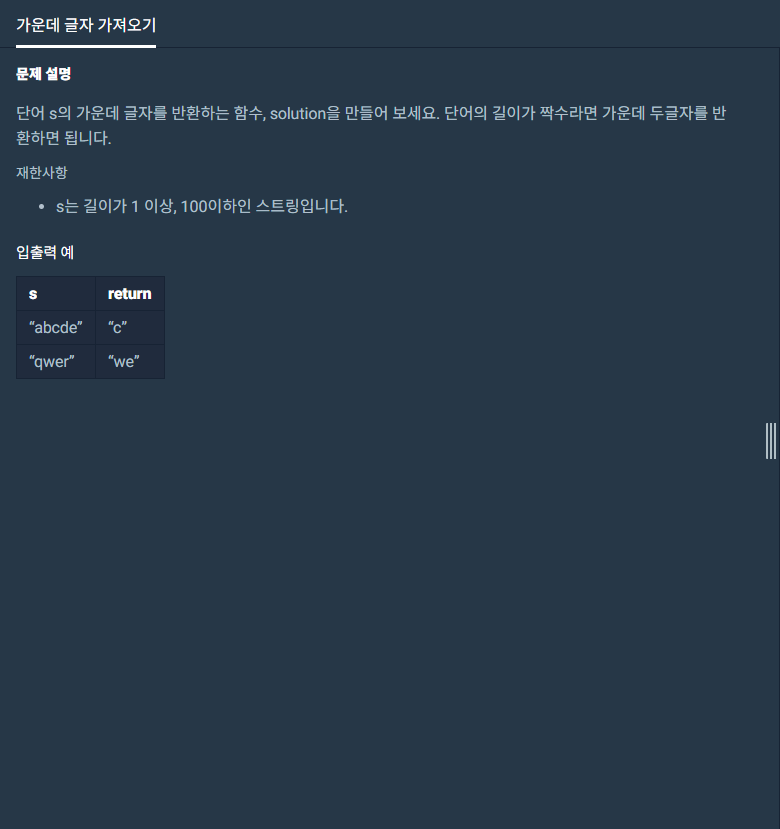 가운데 글자 가져오기
문제 설명
단어 s의 가운데 글자를 반환하는 함수, solution을 만들어 보세요. 단어의 길이가 짝수라면 가운데 두글자를 반
환하면 됩니다.
재한사항
s는 길이가 1 이상, 100이하인 스트링입니다.
입출력 예
s return
“abcde” “c”
“qwer” “we”